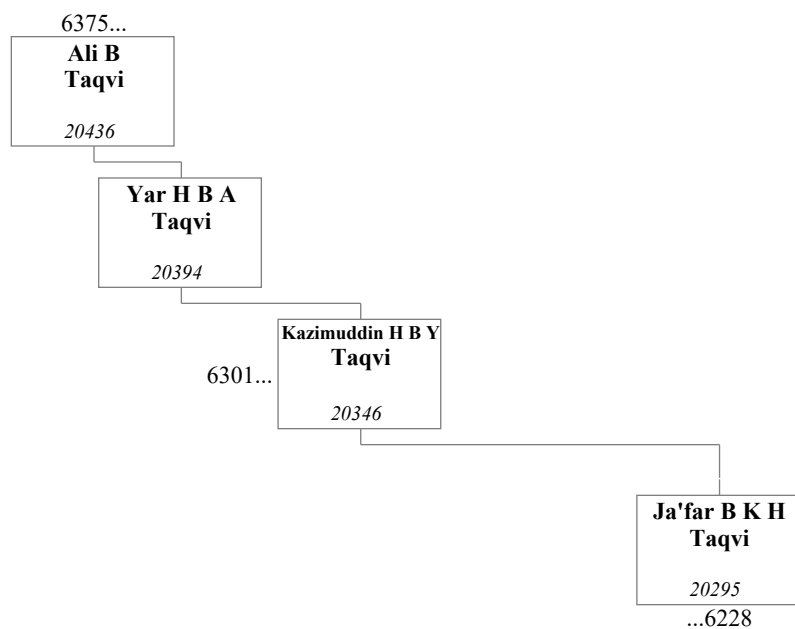 6375...
Ali B
Taqvi
20436
Yar H B A
Taqvi
20394
Kazimuddin H B Y
Taqvi
6301...
20346
Ja'far B K H
Taqvi
20295
...6228